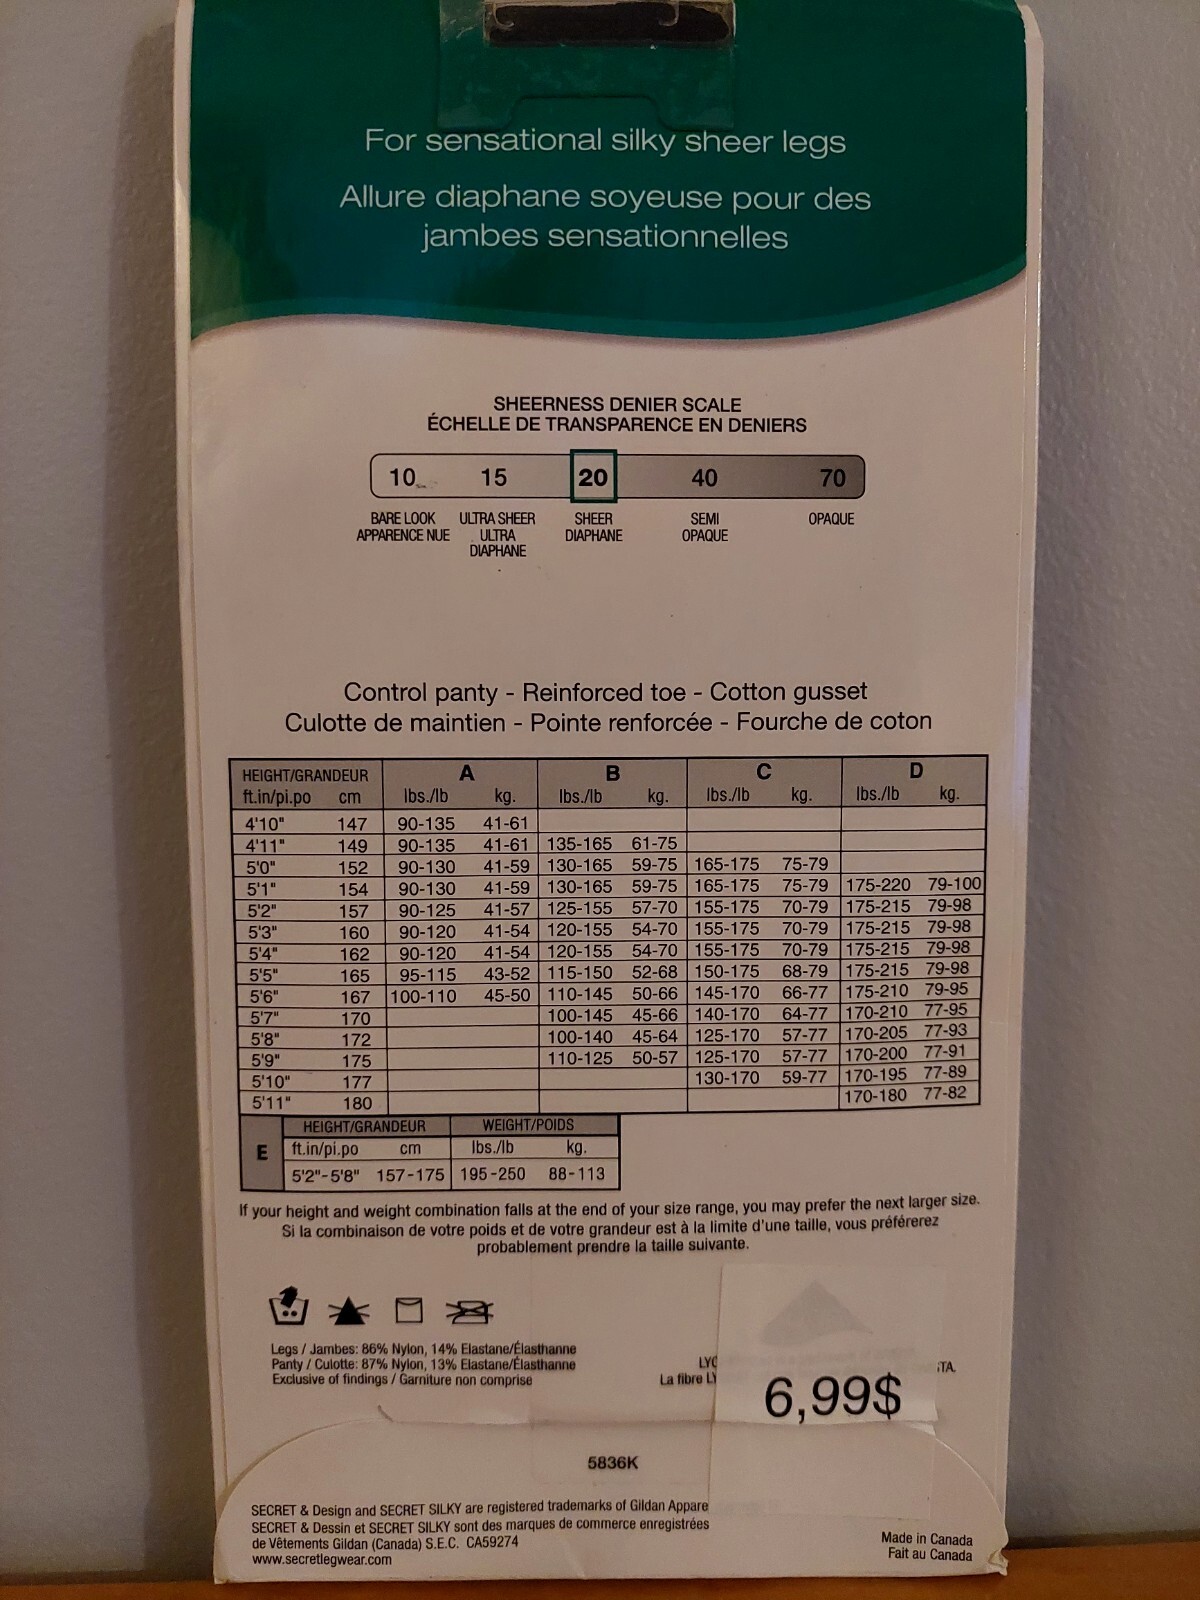 For sensational silky sheer legs
Allure diaphane soyeuse pour des
jambes sensationnelles
SHEERNESS DENIER SCALE
ÉCHELLE DE TRANSPARENCE EN DENIERS
10 15 20 40 70
BARE LOOK ULTRA SHEER SHEER SEMI OPAQUE
APPARENCE NUE ULTRA DIAPHANE OPAQUE
DIAPHANE
Control panty - Reinforced toe - Cotton gusset
Culotte de maintien - Pointe renforcée - Fourche de coton
HEIGHT/GRANDEUR A B C D
ft.in/pi.po cm lbs./lb kg. lbs./lb kg. lbs./lb kg. lbs./lb kg.
4'10" 147 90-135 41-61
4'11" 149 90-135 41-61 135-165 61-75
5'0" 152 90-130 41-59 130-165 59-75 165-175 75-79
5'1" 154 90-130 41-59 130-165 59-75 165-175 75-79 175-220 79-100
5'2" 157 90-125 41-57 125-155 57-70 155-175 70-79 175-215 79-98
5'3" 160 90-120 41-54 120-155 54-70 155-175 70-79 175-215 79-98
5'4" 162 90-120 41-54 120-155 54-70 155-175 70-79 175-215 79-98
5'5" 165 95-115 43-52 115-150 52-68 150-175 68-79 175-215 79-98
5'6" 167 100-110 45-50 110-145 50-66 145-170 66-77 175-210 79-95
5'7" 170 100-145 45-66 140-170 64-77 170-210 77-95
5'8" 172 100-140 45-64 125-170 57-77 170-205 77-93
5'9" 175 110-125 50-57 125-170 57-77 170-200 77-91
5'10" 177 130-170 59-77 170-195 77-89
5'11" 180 170-180 77-82
HEIGHT/GRANDEUR WEIGHT/POIDS
E ft.in/pi.po cm lbs./lb kg.
5'2"-5'8" 157-175 195-250 88-113
If your height and weight combination falls at the end of your size range, you may prefer the next larger size.
Si la combinaison de votre poids et de votre grandeur est à la limite d'une taille, vous préférerez
probablement prendre la taille suivante.
Legs / Jambes: 86% Nylon, 14% Elastane/Élasthanne
Panty / Culotte: 87% Nylon, 13% Elastane/Élasthanne
Exclusive of findings / Garniture non comprise
La fibre
6,99$
5836K
SECRET & Design and SECRET SILKY are registered trademarks of Gildan Appare
SECRET & Dessin et SECRET SILKY sont des marques de commerce enregistrées
de Vêtements Gildan (Canada) S.E.C. CA59274
www.secretlegwear.com
Made in Canada
Fait au Canada